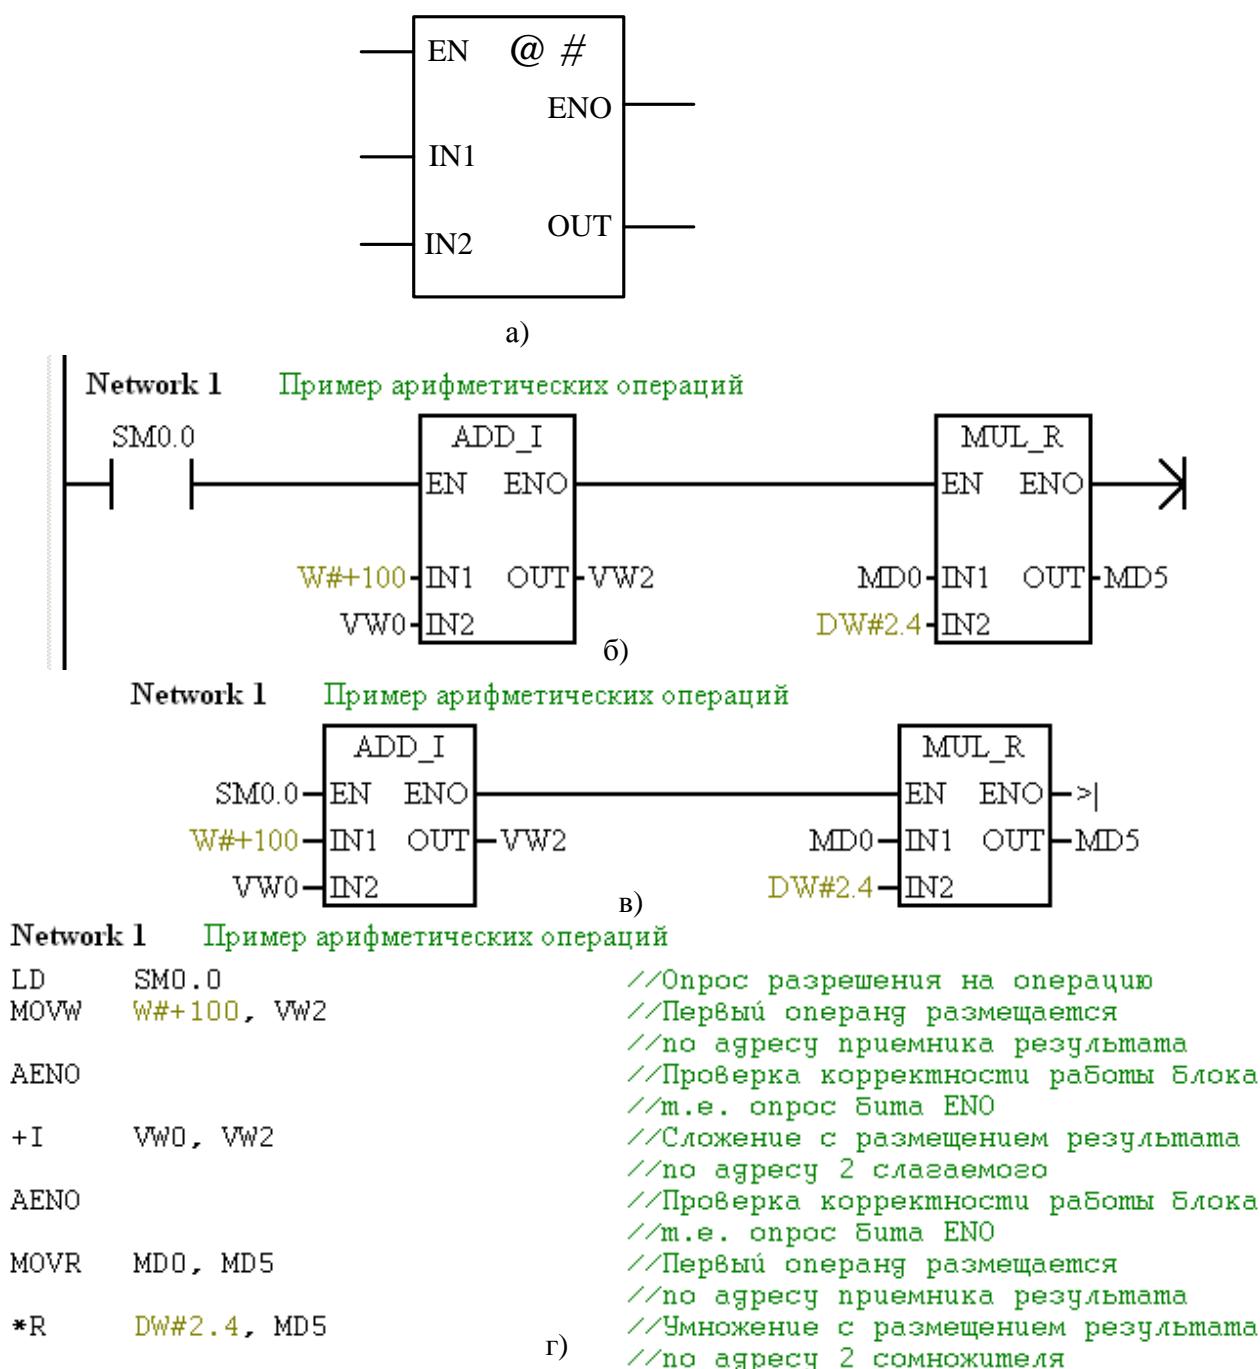 EN @ #
ENO
IN1
OUT
IN2
а)
Network 1 Пример арифметических операций
SM0.0 ADD_I MUL_R
EN ENO EN ENO
W#+100 IN1 OUT VW2 MD0 IN1 OUT MD5
VW0 IN2 DW#2.4 IN2
б)
Network 1 Пример арифметических операций
ADD_I MUL_R
SM0.0 EN ENO EN ENO >|
W#+100 IN1 OUT VW2 MD0 IN1 OUT MD5
VW0 IN2 DW#2.4 IN2
в)
Network 1 Пример арифметических операций
LD SM0.0 //Опрос разрешения на операцию
MOVW W#+100, VW2 //Первый операнд размещается
//по адресу приемника результата
AENO //Проверка корректности работы блока
//т.е. опрос бита ENO
+I VW0, VW2 //Сложение с размещением результата
//по адресу 2 слагаемого
AENO //Проверка корректности работы блока
//т.е. опрос бита ENO
MOVR MD0, MD5 //Первый операнд размещается
//по адресу приемника результата
*R DW#2.4, MD5 //Умножение с размещением результата
г) //по адресу 2 сомножителя